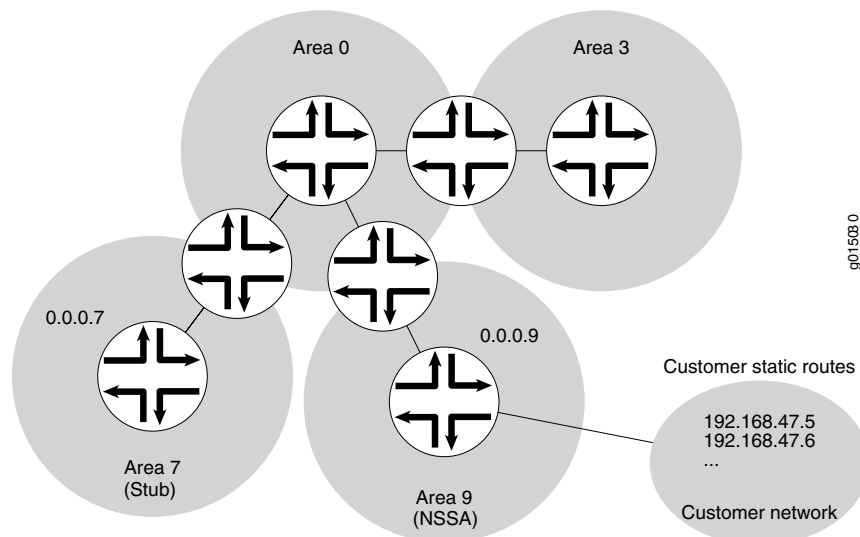 Area 0
Area 3
g015030
0.0.0.7
0.0.0.9
Customer static routes
192.168.47.5
192.168.47.6
...
Area 7
(Stub)
Area 9
(NSSA)
Customer network